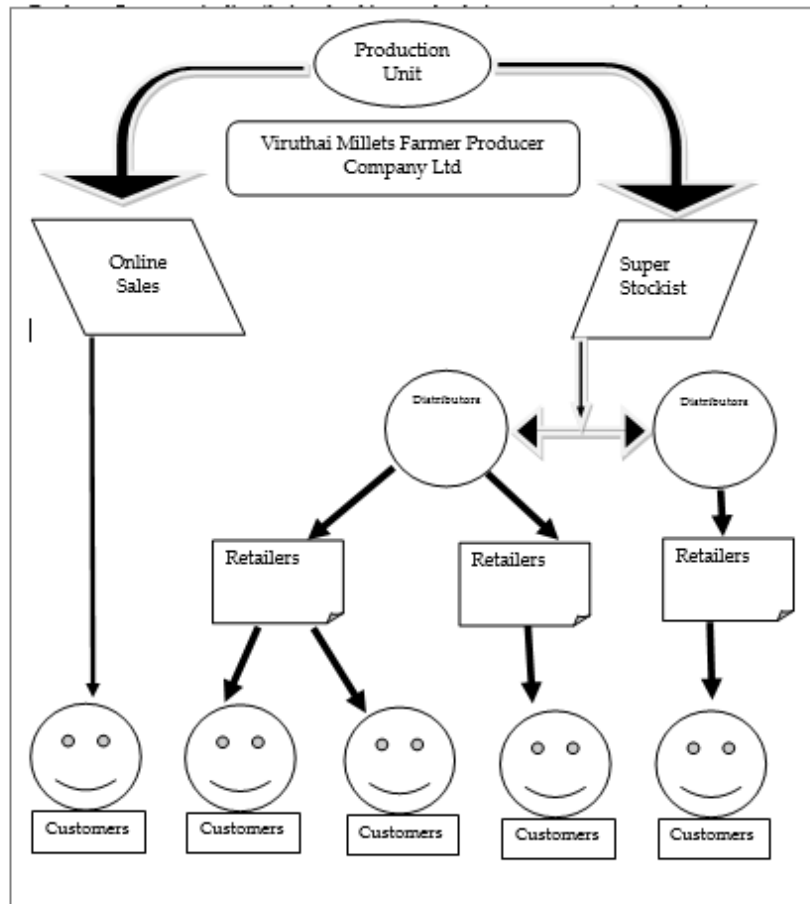 Production
Unit
Viruthai Millets Farmer Producer
Company Ltd
Online
Sales
Super
Stockist
Distributors
Distributors
Retailers
Retailers
Retailers
Customers
Customers
Customers
Customers
Customers